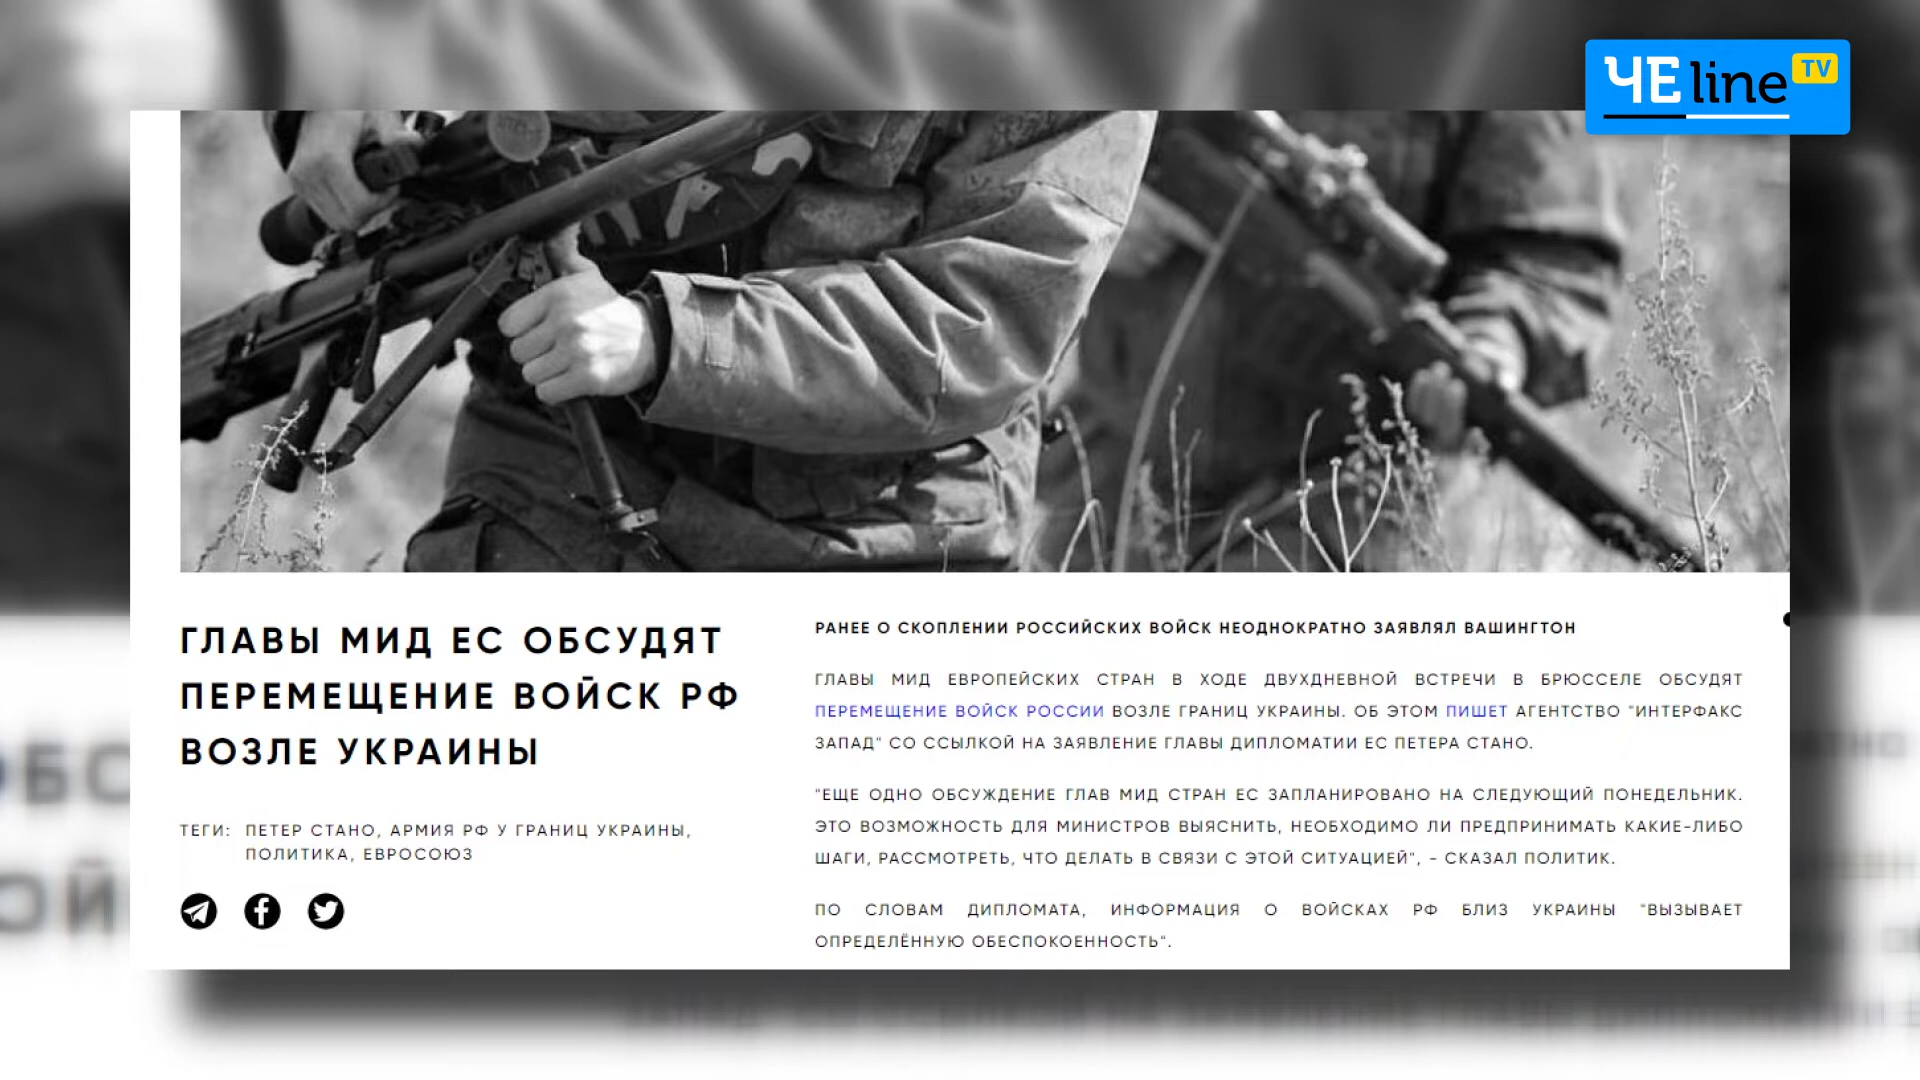 ЧЕ line TV
ГЛАВЫ МИД ЕС ОБСУДЯТ
ПЕРЕМЕЩЕНИЕ ВОЙСК РФ
ВОЗЛЕ УКРАИНЫ
ТЕГИ: ПЕТЕР СТАНО, АРМИЯ РФ У ГРАНИЦ УКРАИНЫ,
ПОЛИТИКА, ЕВРОСОЮЗ
РАНЕЕ О СКОПЛЕНИИ РОССИЙСКИХ ВОЙСК НЕОДНОКРАТНО ЗАЯВЛЯЛ ВАШИНГТОН
ГЛАВЫ МИД ЕВРОПЕЙСКИХ СТРАН В ХОДЕ ДВУХДНЕВНОЙ ВСТРЕЧИ В БРЮССЕЛЕ ОБСУДЯТ
ПЕРЕМЕЩЕНИЕ ВОЙСК РОССИИ ВОЗЛЕ ГРАНИЦ УКРАИНЫ. ОБ ЭТОМ ПИШЕТ АГЕНТСТВО "ИНТЕРФАКС
ЗАПАД" СО ССЫЛКОЙ НА ЗАЯВЛЕНИЕ ГЛАВЫ ДИПЛОМАТИИ ЕС ПЕТЕРА СТАНО.
"ЕЩЕ ОДНО ОБСУЖДЕНИЕ ГЛАВ МИД СТРАН ЕС ЗАПЛАНИРОВАНО НА СЛЕДУЮЩИЙ ПОНЕДЕЛЬНИК.
ЭТО ВОЗМОЖНОСТЬ ДЛЯ МИНИСТРОВ ВЫЯСНИТЬ, НЕОБХОДИМО ЛИ ПРЕДПРИНИМАТЬ КАКИЕ-ЛИБО
ШАГИ, РАССМОТРЕТЬ, ЧТО ДЕЛАТЬ В СВЯЗИ С ЭТОЙ СИТУАЦИЕЙ", - СКАЗАЛ ПОЛИТИК.
ПО СЛОВАМ ДИПЛОМАТА, ИНФОРМАЦИЯ О ВОЙСКАХ РФ БЛИЗ УКРАИНЫ "ВЫЗЫВАЕТ
ОПРЕДЕЛЁННУЮ ОБЕСПОКОЕННОСТЬ".